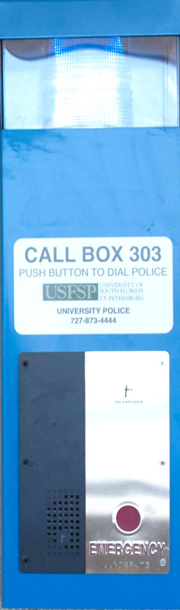 CALL BOX 303
PUSH BUTTON TO DIAL POLICE
USFSP
UNIVERSITY OF
SOUTH FLORIDA
ST. PETERSBURG
UNIVERSITY POLICE
727-873-4444
EMERGENCY